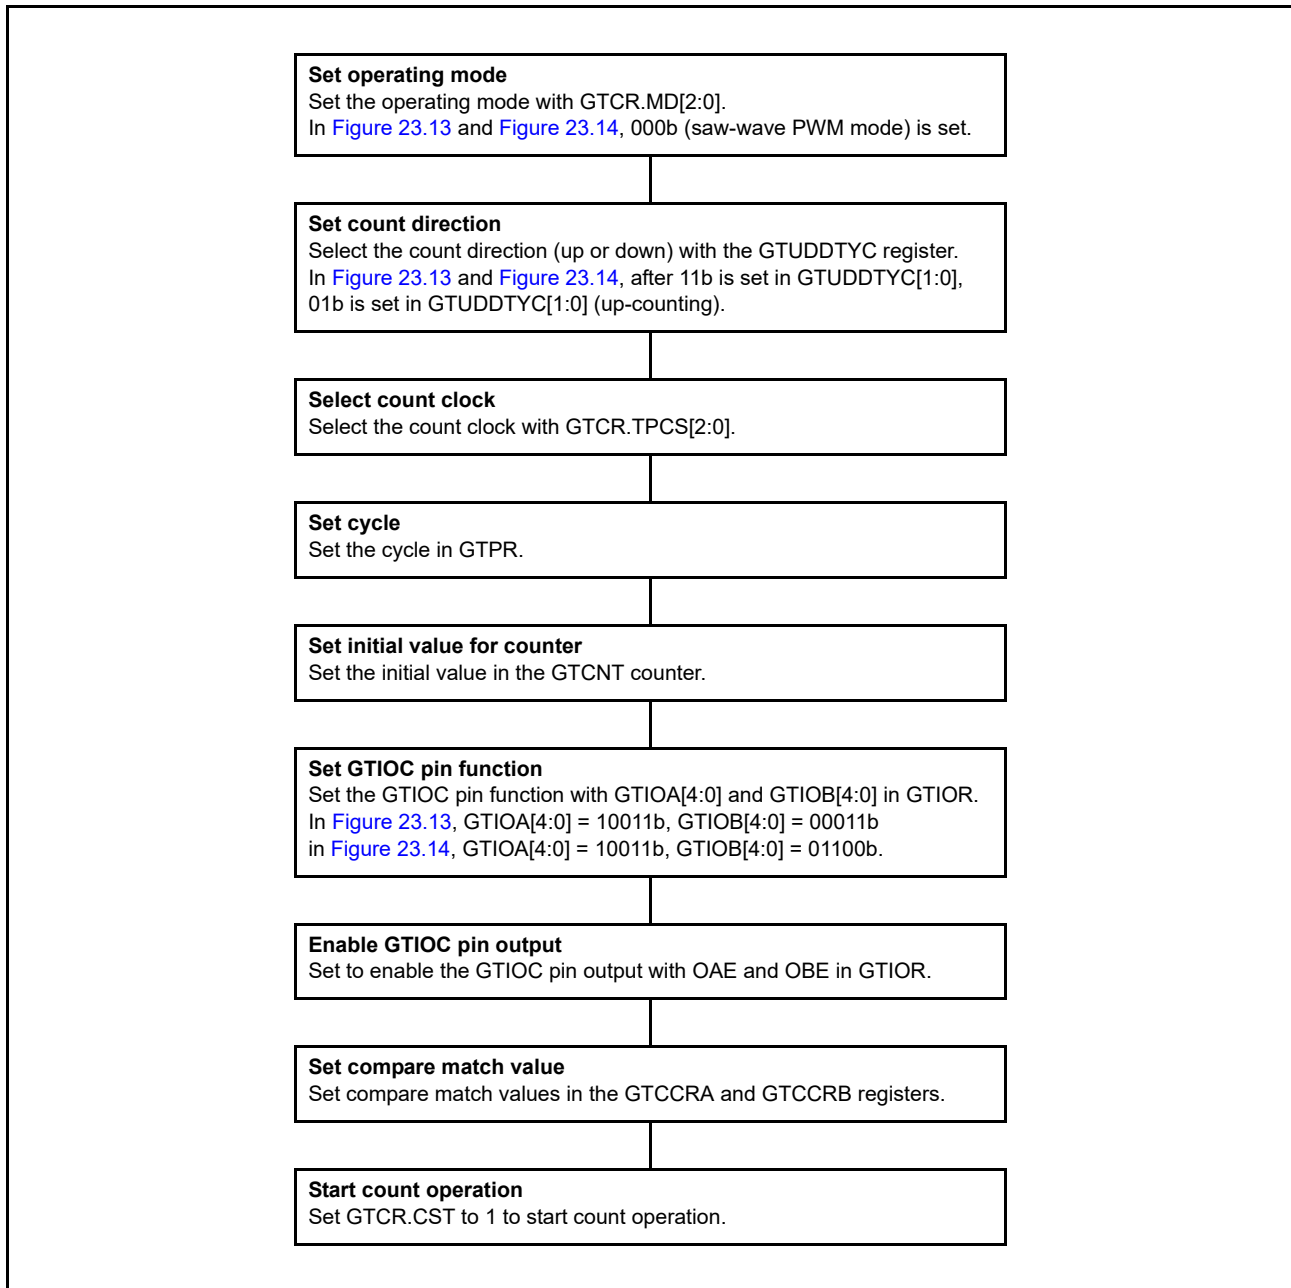 Set operating mode
Set the operating mode with GTCR.MD[2:0].
In Figure 23.13 and Figure 23.14, 000b (saw-wave PWM mode) is set.
Set count direction
Select the count direction (up or down) with the GTUDDTYC register.
In Figure 23.13 and Figure 23.14, after 11b is set in GTUDDTYC[1:0],
01b is set in GTUDDTYC[1:0] (up-counting).
Select count clock
Select the count clock with GTCR.TPCS[2:0].
Set cycle
Set the cycle in GTPR.
Set initial value for counter
Set the initial value in the GTCNT counter.
Set GTIOC pin function
Set the GTIOC pin function with GTIOA[4:0] and GTIOB[4:0] in GTIOR.
In Figure 23.13, GTIOA[4:0] = 10011b, GTIOB[4:0] = 00011b
in Figure 23.14, GTIOA[4:0] = 10011b, GTIOB[4:0] = 01100b.
Enable GTIOC pin output
Set to enable the GTIOC pin output with OAE and OBE in GTIOR.
Set compare match value
Set compare match values in the GTCCRA and GTCCRB registers.
Start count operation
Set GTCR.CST to 1 to start count operation.